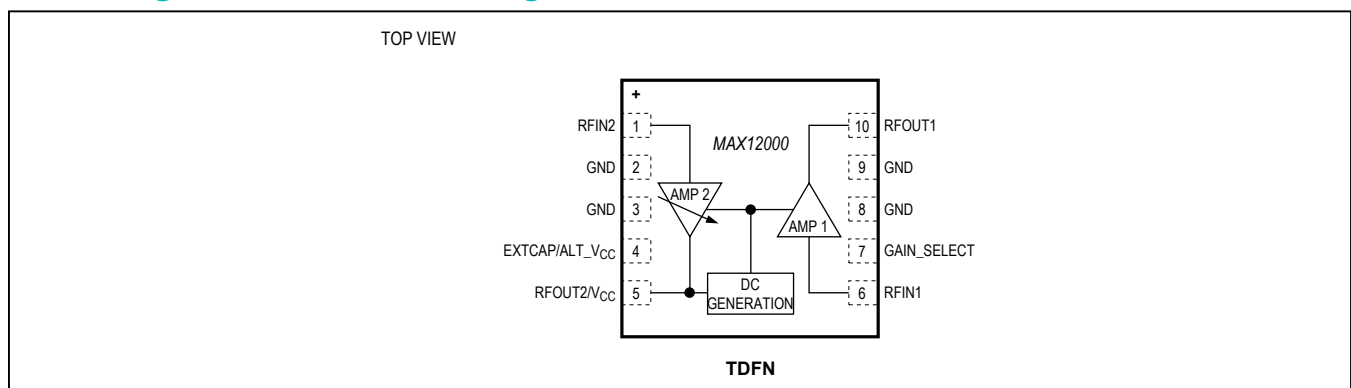 TOP VIEW
+
RFIN2 1
GND 2
GND 3
EXTCAP/ALT_VCC 4
RFOUT2/VCC 5
MAX12000
AMP 2
AMP 1
DC
GENERATION
10 RFOUT1
9 GND
8 GND
7 GAIN_SELECT
6 RFIN1
TDFN